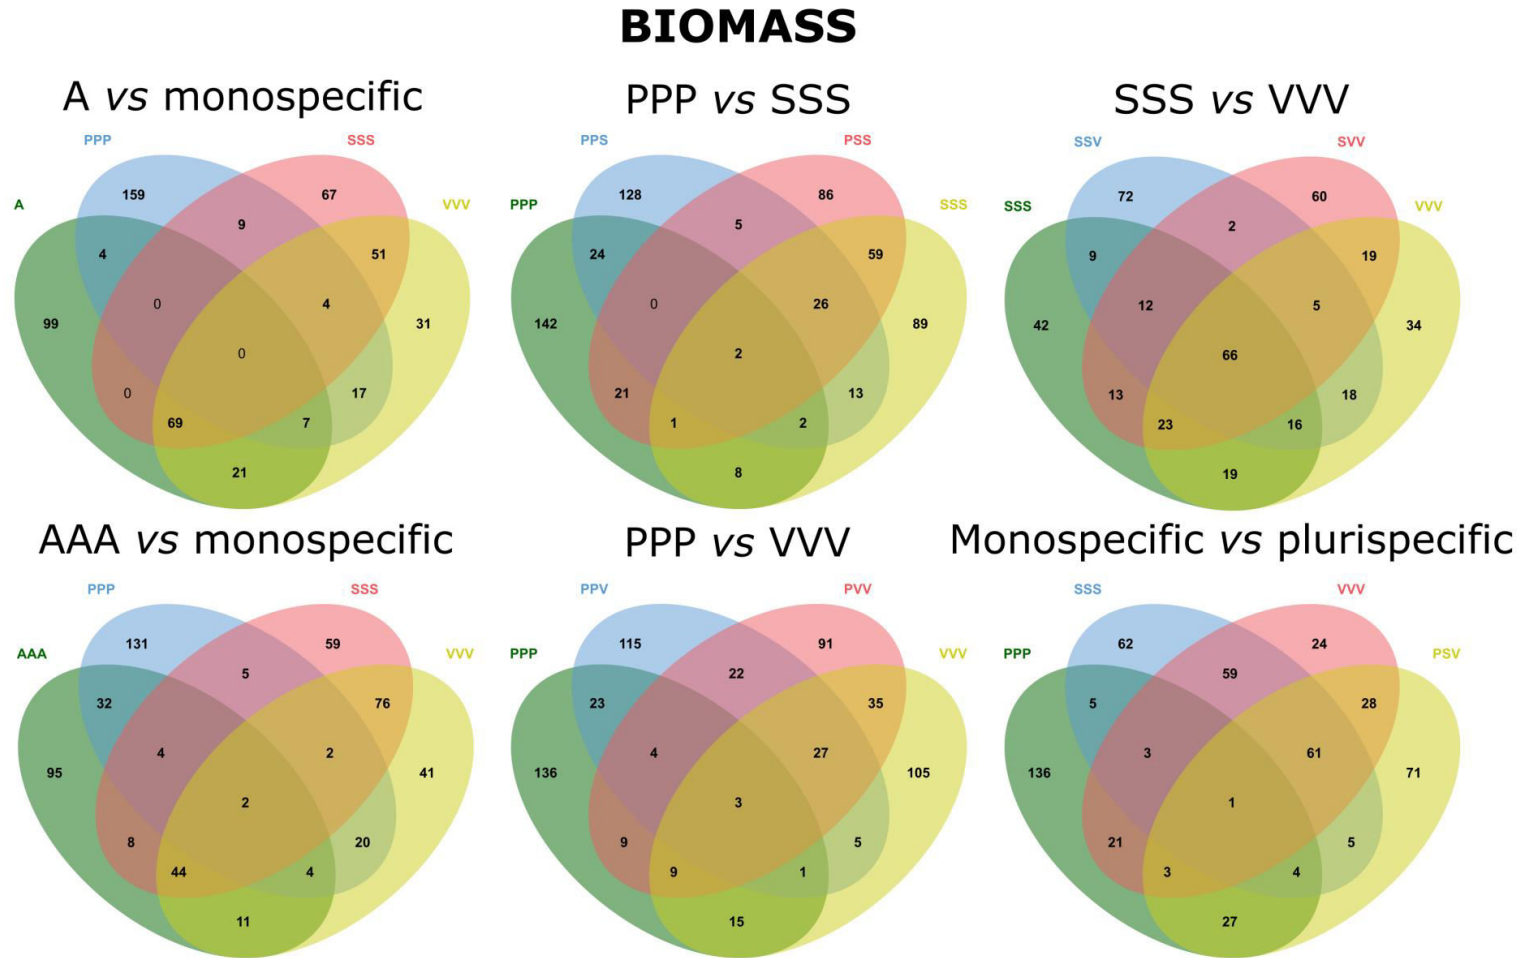 BIOMASS
A vs monospecific
PPP
SSS
A
VVV
159
67
9
4
51
0
4
99
31
0
0
17
69
7
21
PPP vs SSS
PPS
PSS
PPP
SSS
128
86
5
24
59
0
26
142
89
2
21
13
1
2
8
SSS vs VVV
SSV
SVV
SSS
VVV
72
60
2
9
19
12
5
42
34
66
13
18
23
16
19
AAA vs monospecific
PPP
SSS
AAA
VVV
131
59
5
32
76
4
2
95
41
2
8
20
44
4
11
PPP vs VVV
PPV
PVV
PPP
VVV
115
91
22
23
35
4
27
136
105
3
9
5
9
1
15
Monospecific vs plurispecific
SSS
VVV
PPP
PSV
62
24
59
5
28
3
61
136
71
1
21
5
3
4
27